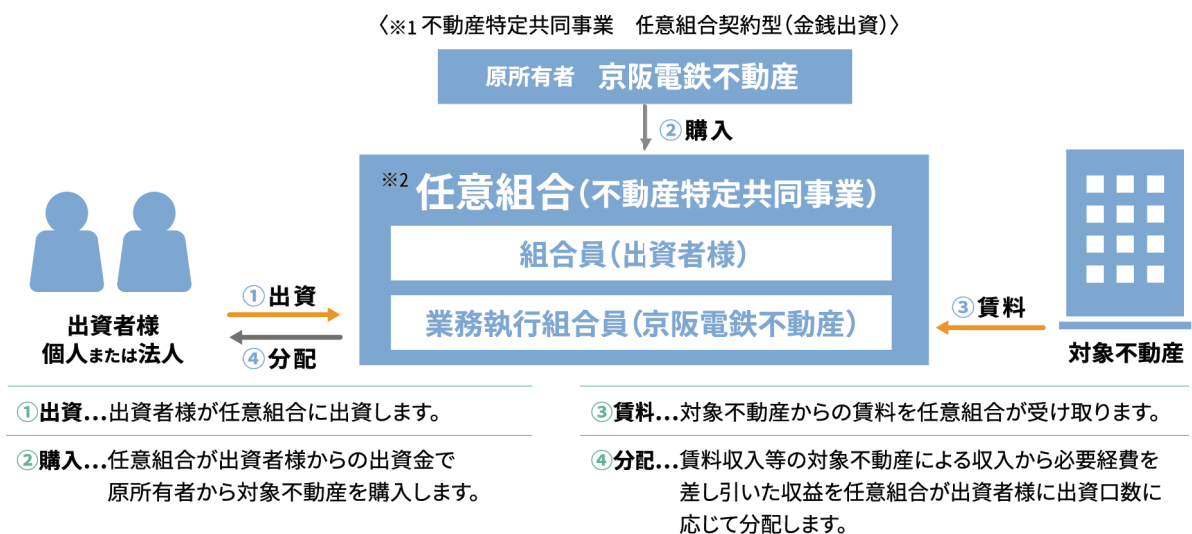 〈※1 不動産特定共同事業　任意組合契約型（金銭出資）〉
原所有者　京阪電鉄不動産
②購入
※2 任意組合（不動産特定共同事業）
組合員（出資者様）
業務執行組合員（京阪電鉄不動産）
①出資
④分配
出資者様
個人または法人
③賃料
対象不動産
①出資…出資者様が任意組合に出資します。
②購入…任意組合が出資者様からの出資金で
原所有者から対象不動産を購入します。
③賃料…対象不動産からの賃料を任意組合が受け取ります。
④分配…賃料収入等の対象不動産による収入から必要経費を
差し引いた収益を任意組合が出資者様に出資口数に
応じて分配します。